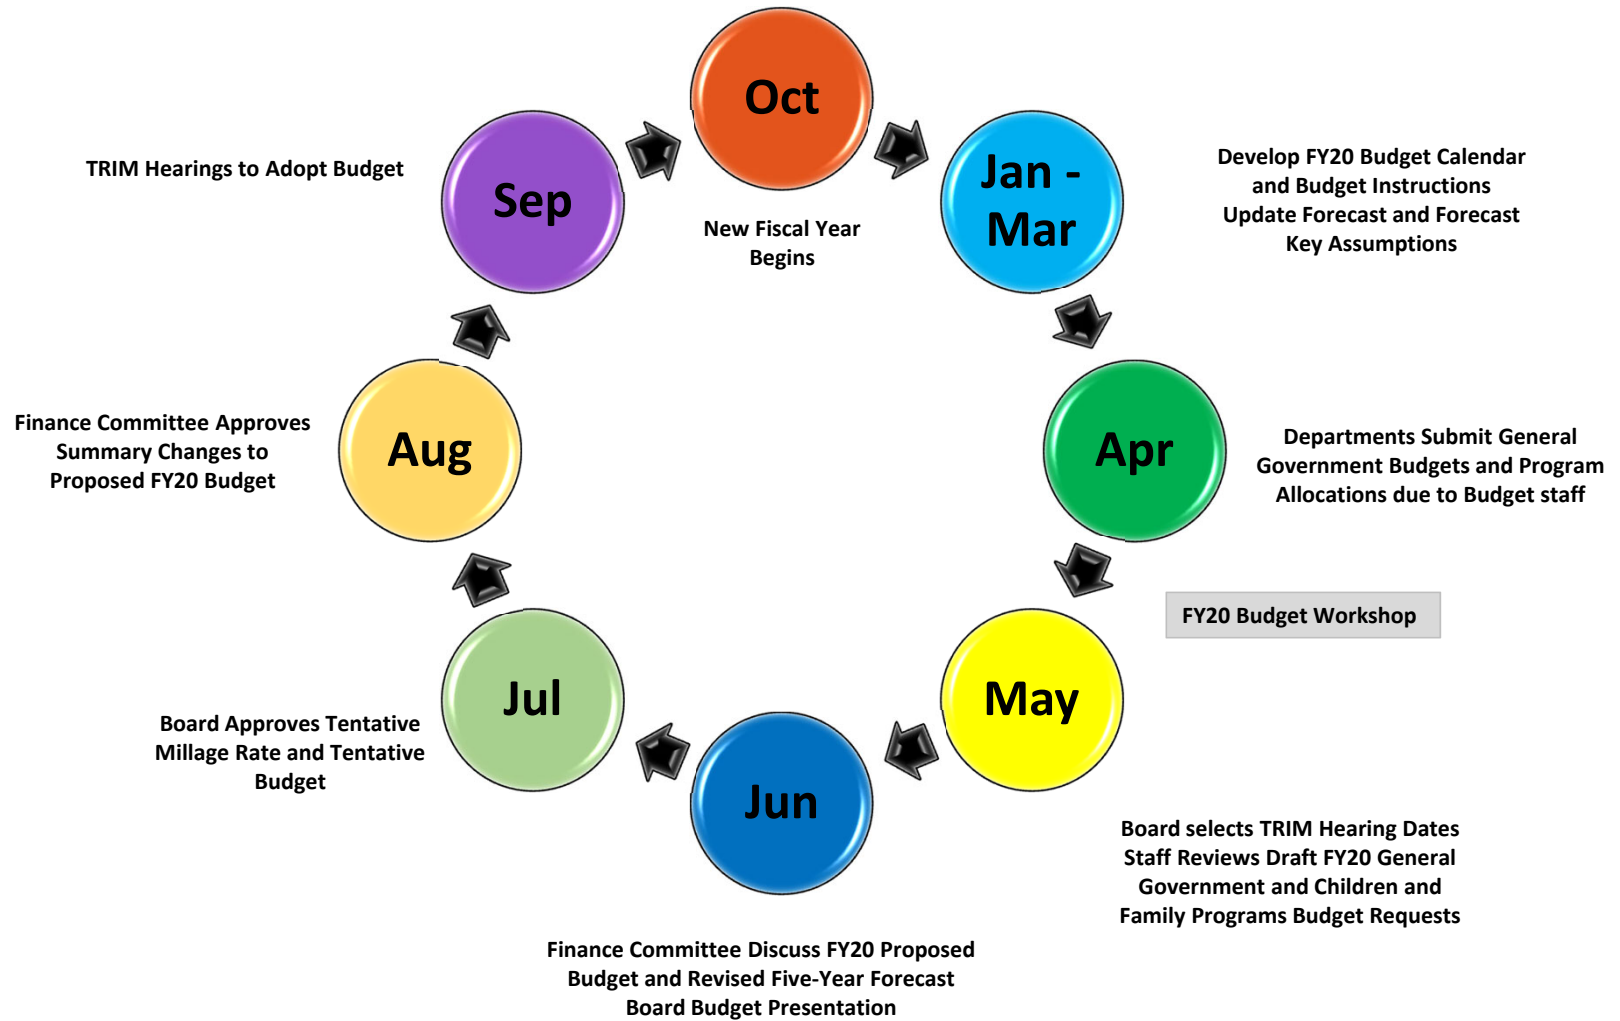 Oct
New Fiscal Year
Begins
Jan -
Mar
Develop FY20 Budget Calendar
and Budget Instructions
Update Forecast and Forecast
Key Assumptions
Apr
Departments Submit General
Government Budgets and Program
Allocations due to Budget staff
FY20 Budget Workshop
May
Board selects TRIM Hearing Dates
Staff Reviews Draft FY20 General
Government and Children and
Family Programs Budget Requests
Jun
Finance Committee Discuss FY20 Proposed
Budget and Revised Five-Year Forecast
Board Budget Presentation
Jul
Board Approves Tentative
Millage Rate and Tentative
Budget
Aug
Finance Committee Approves
Summary Changes to
Proposed FY20 Budget
Sep
TRIM Hearings to Adopt Budget